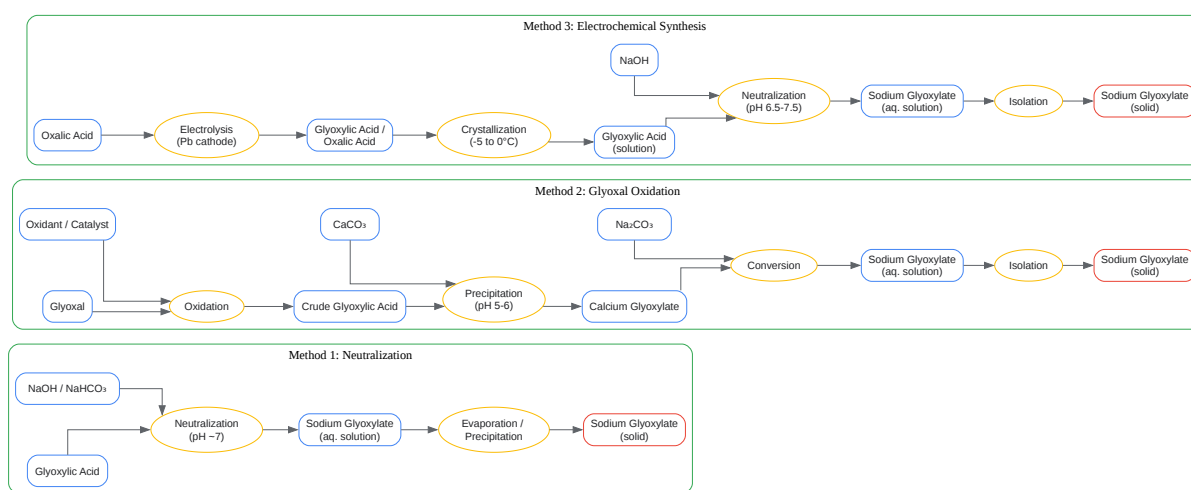 Method 3: Electrochemical Synthesis
NaOH
Oxalic Acid
Electrolysis
(Pb cathode)
Glyoxylic Acid /
Oxalic Acid
Crystallization
(-5 to 0°C)
Glyoxylic Acid
(solution)
Neutralization
(pH 6.5-7.5)
Sodium Glyoxylate
(aq. solution)
Isolation
Sodium Glyoxylate
(solid)
Method 2: Glyoxal Oxidation
Oxidant / Catalyst
CaCO₃
Na₂CO₃
Glyoxal
Oxidation
Crude Glyoxylic Acid
Precipitation
(pH 5-6)
Calcium Glyoxylate
Conversion
Sodium Glyoxylate
(aq. solution)
Isolation
Sodium Glyoxylate
(solid)
Method 1: Neutralization
NaOH / NaHCO₃
Glyoxylic Acid
Neutralization
(pH ~7)
Sodium Glyoxylate
(aq. solution)
Evaporation /
Precipitation
Sodium Glyoxylate
(solid)